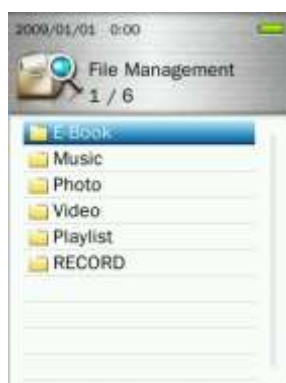 2009/01/01 0:00
File Management
1 / 6
E Book
Music
Photo
Video
Playlist
RECORD